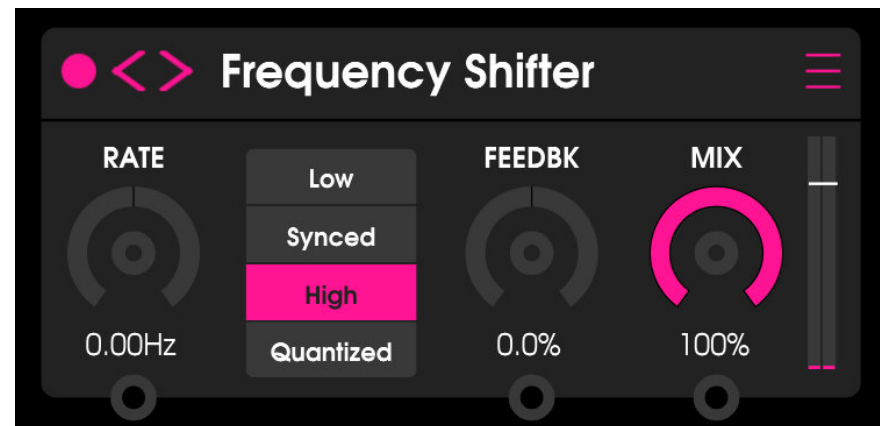 Frequency Shifter
RATE
Low
Synced
High
Quantized
0.00Hz
FEEDBK
0.0%
MIX
100%